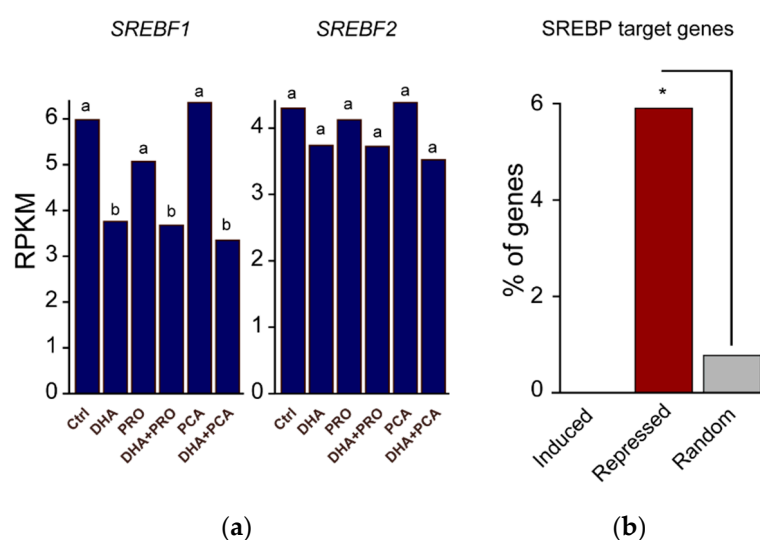 SREBF1
SREBF2
SREBP target genes
RPKM
6
5
4
3
2
1
0
a
b
a
b
a
b
Ctrl
DHA
PRO
DHA+PRO
PCA
DHA+PCA
4
3
2
1
0
a
a
a
a
a
a
Ctrl
DHA
PRO
DHA+PRO
PCA
DHA+PCA
% of genes
6
4
2
0
*
Induced
Repressed
Random
(a)
(b)